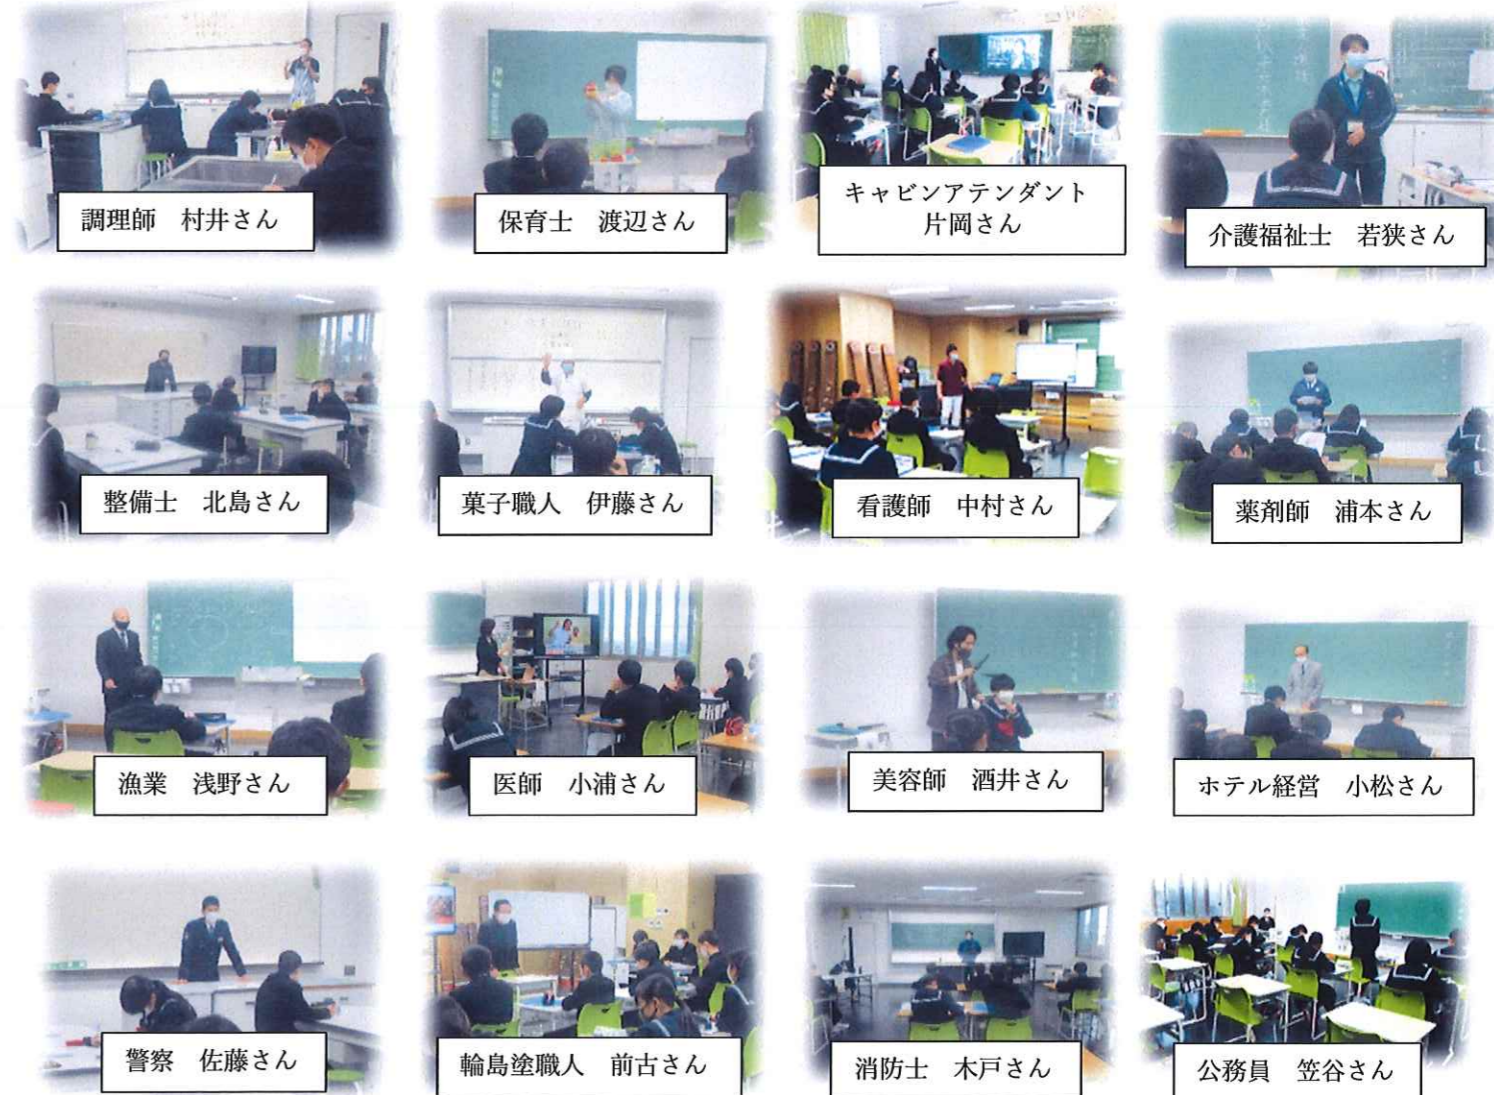 調理師　村井さん
保育士　渡辺さん
キャビンアテンダント
片岡さん
介護福祉士　若狭さん
整備士　北島さん
菓子職人　伊藤さん
看護師　中村さん
薬剤師　浦本さん
漁業　浅野さん
医師　小浦さん
美容師　酒井さん
ホテル経営　小松さん
警察　佐藤さん
輪島塗職人　前古さん
消防士　木戸さん
公務員　笠谷さん